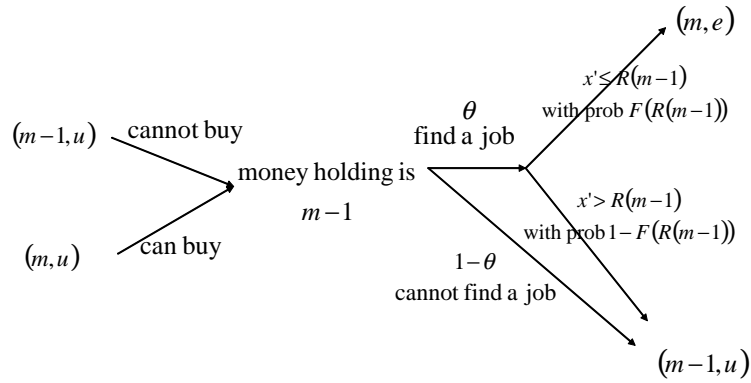 (m, e)
x'≤ R(m−1)
with prob F(R(m−1))
θ
find a job
(m−1, u)
cannot buy
money holding is
m−1
x'> R(m−1)
with prob 1− F(R(m−1))
(m, u)
can buy
1−θ
cannot find a job
(m−1, u)